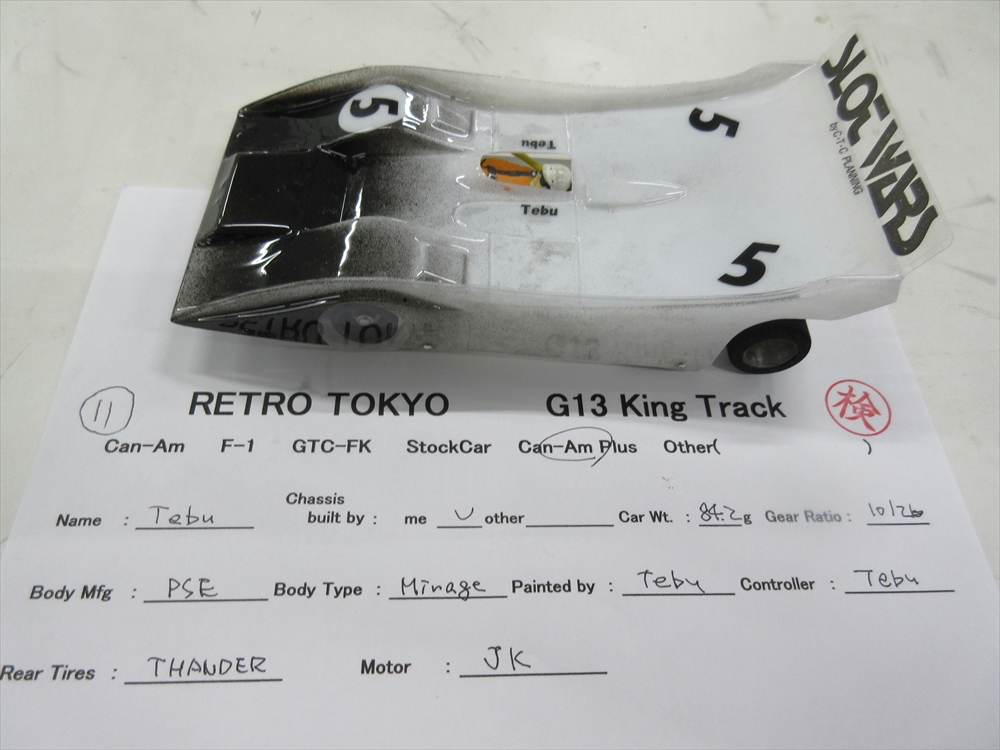 5
5
5
Tebu
Tebu
SLOT WARS
by C・T・C PLANNING
RETRO TOK
11
RETRO TOKYO G13 King Track 検
Can-Am F-1 GTC-FK StockCar Can-Am Plus Other( )
Name : Tebu Chassis built by : me other Car Wt. : 84.2g Gear Ratio : 10/26
Body Mfg : PSE Body Type : Mirage Painted by : Tebu Controller : Tebu
Rear Tires : THANDER Motor : JK